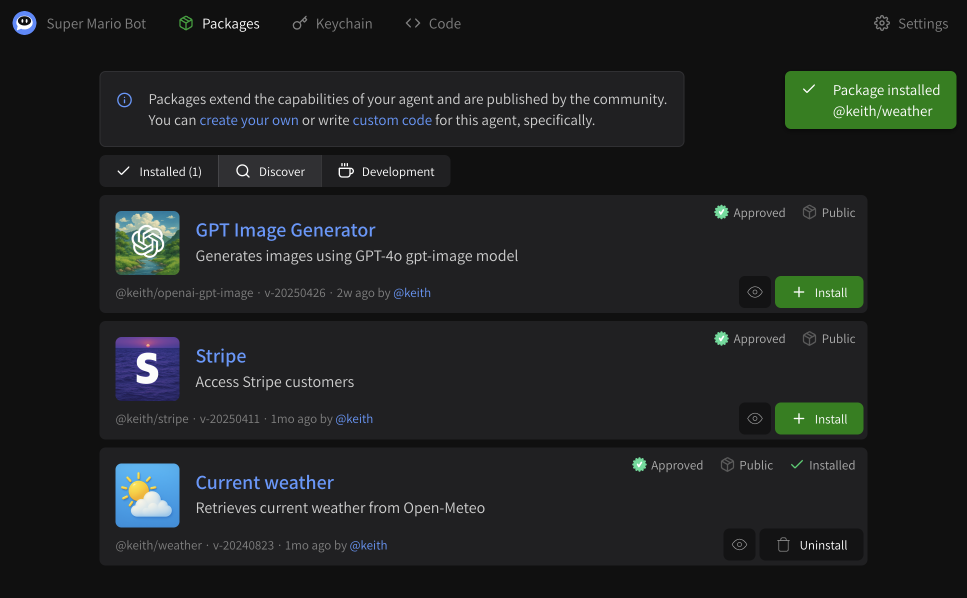 Super Mario Bot Packages Keychain Code Settings
Packages extend the capabilities of your agent and are published by the community.
You can create your own or write custom code for this agent, specifically.
Package installed
@keith/weather
Installed (1) Discover Development
Approved Public
GPT Image Generator
Generates images using GPT-4o gpt-image model
@keith/openai-gpt-image · v-20250426 · 2w ago by @keith
Install
Approved Public
S
Stripe
Access Stripe customers
@keith/stripe · v-20250411 · 1mo ago by @keith
Install
Approved Public Installed
Current weather
Retrieves current weather from Open-Meteo
@keith/weather · v-20240823 · 1mo ago by @keith
Uninstall